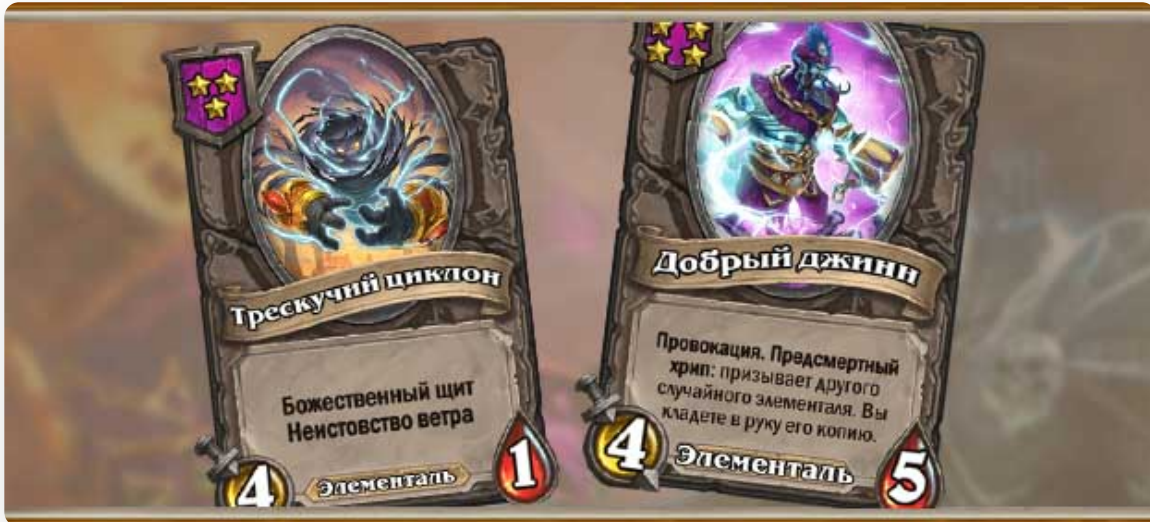 Трескучий циклон
Божественный щит
Неистовство ветра
4
Элементаль
1
Добрый джинн
Провокация. Предсмертный
хрип: призывает другого
случайного элементаля. Вы
кладете в руку его копию.
4
Элементаль
5